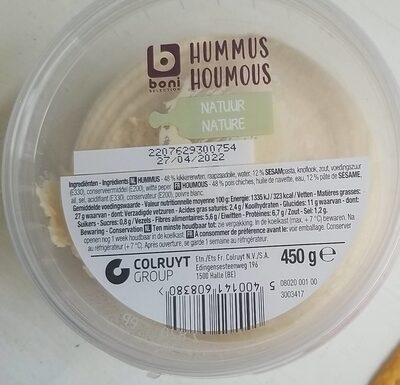 b
boni
SELECTION
HUMMUS
HOUMOUS
NATUUR
NATURE
2207629300754
27/04/2022
Ingrediënten - Ingrédients NL HUMMUS - 48 % kikkererwten, raapzaadolie, water, 12 % SESAMpasta, knoflook, zout, voedingszuur
(E330), conserveermiddel (E202), witte peper. FR HOUMOUS - 48 % pois chiches, huile de navette, eau, 12 % pâte de SÉSAME,
ail, sel, acidifiant (E330), conservateur (E202), poivre blanc.
Gemiddelde voedingswaarde - Valeur nutritionnelle moyenne 100 g: Energie: 1335 kJ / 323 kcal / Vetten - Matières grasses:
27 g waarvan - dont: Verzadigde vetzuren - Acides gras saturés: 2,4 g / Koolhydraten - Glucides: 11 g waarvan - dont:
Suikers - Sucres: 0,8 g / Vezels - Fibres alimentaires: 5,6 g / Eiwitten - Protéines: 6,7 g / Zout - Sel: 1,2 g.
Bewaring - Conservation NL Ten minste houdbaar tot: zie verpakking. In de koelkast (max. + 7 °C) bewaren. Na
openen nog 1 week houdbaar in de koelkast FR A consommer de préférence avant le: voir emballage. Conserver
au réfrigérateur (+ 7 °C). Après ouverture, se garde 1 semaine au réfrigérateur.
COLRUYT
GROUP
Etn./Ets Fr. Colruyt N.V./S.A.
Edingensesteenweg 196
1500 Halle (BE)
450 g e
5 400141 608380
08020 001 00
3003417